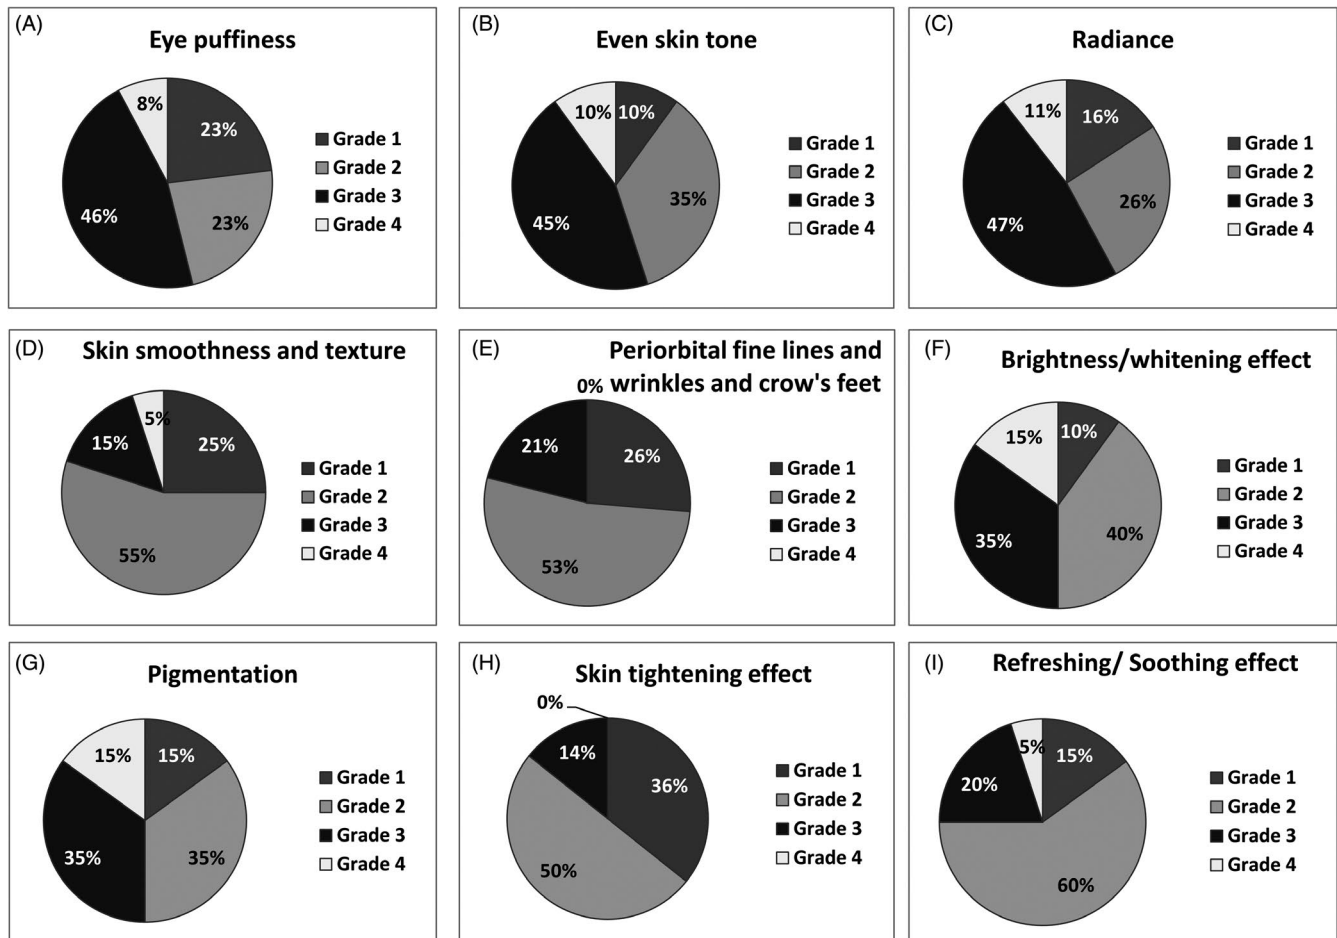 (A)
Eye puffiness
8%
23%
46%
23%
Grade 1
Grade 2
Grade 3
Grade 4
(B)
Even skin tone
10%
10%
35%
45%
Grade 1
Grade 2
Grade 3
Grade 4
(C)
Radiance
11%
16%
26%
47%
Grade 1
Grade 2
Grade 3
Grade 4
(D)
Skin smoothness and texture
5%
15%
25%
55%
Grade 1
Grade 2
Grade 3
Grade 4
(E)
Periorbital fine lines and
wrinkles and crow's feet
0%
21%
26%
53%
Grade 1
Grade 2
Grade 3
Grade 4
(F)
Brightness/whitening effect
15%
10%
35%
40%
Grade 1
Grade 2
Grade 3
Grade 4
(G)
Pigmentation
15%
15%
35%
35%
Grade 1
Grade 2
Grade 3
Grade 4
(H)
Skin tightening effect
0%
14%
36%
50%
Grade 1
Grade 2
Grade 3
Grade 4
(I)
Refreshing/ Soothing effect
5%
15%
20%
60%
Grade 1
Grade 2
Grade 3
Grade 4